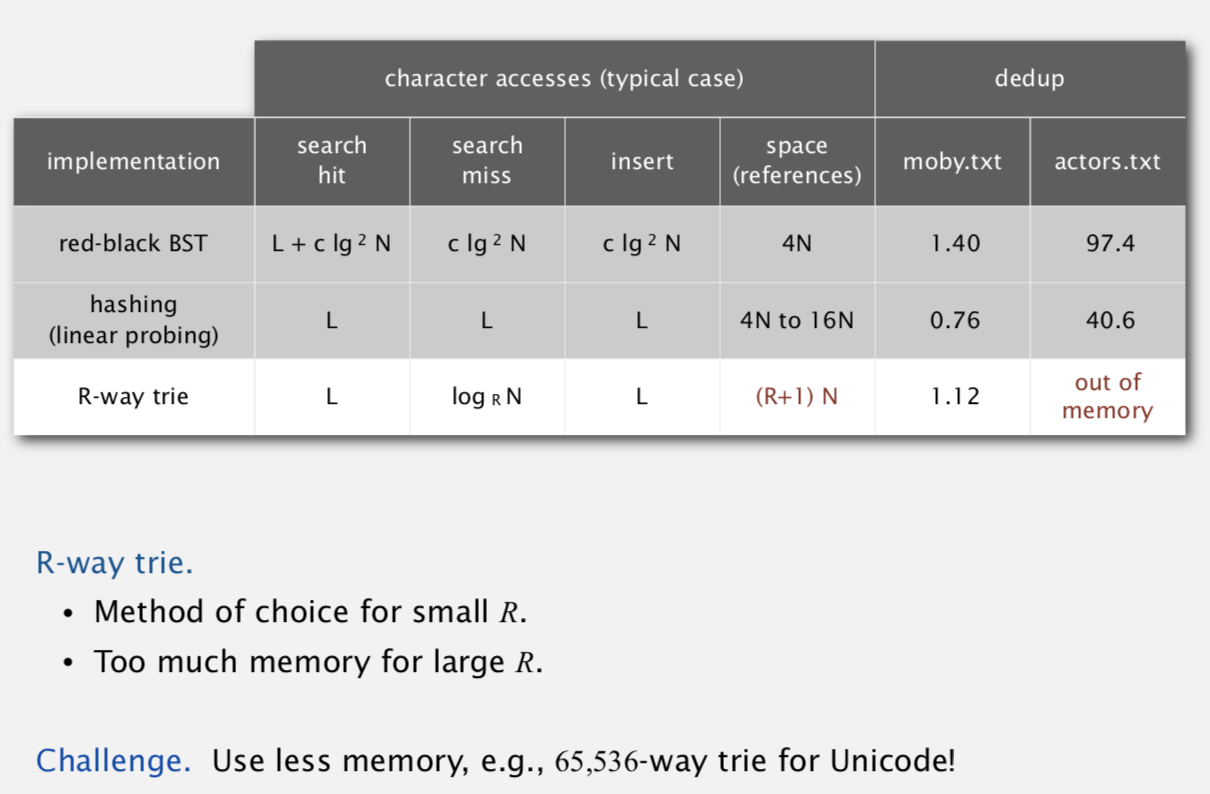 character accesses (typical case) dedup
implementation search hit search miss insert space (references) moby.txt actors.txt
red-black BST L + c lg ² N c lg ² N c lg ² N 4N 1.40 97.4
hashing (linear probing) L L L 4N to 16N 0.76 40.6
R-way trie L log R N L (R+1) N 1.12 out of memory
R-way trie.
• Method of choice for small R.
• Too much memory for large R.
Challenge. Use less memory, e.g., 65,536-way trie for Unicode!